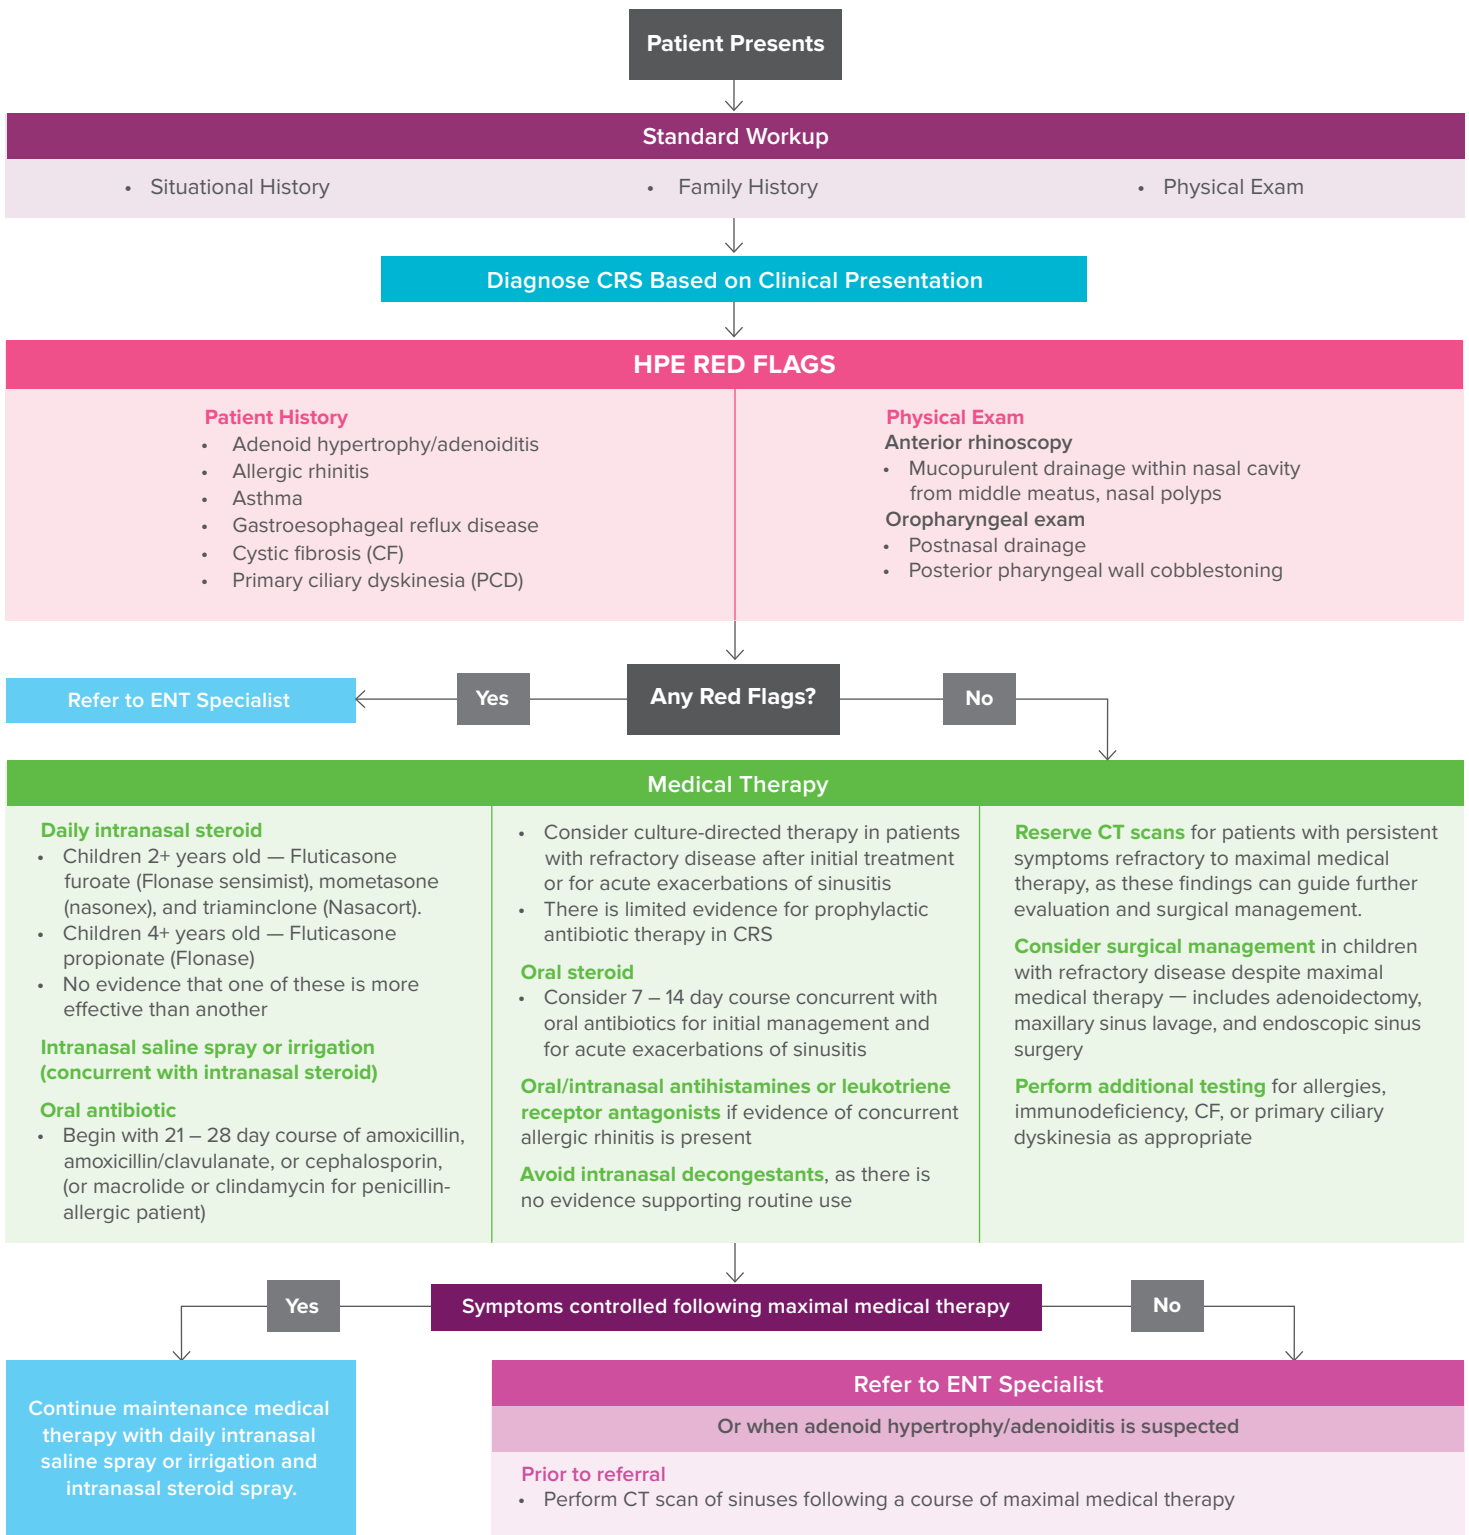 Patient Presents
Standard Workup
• Situational History
• Family History
• Physical Exam
Diagnose CRS Based on Clinical Presentation
HPE RED FLAGS
Patient History
• Adenoid hypertrophy/adenoiditis
• Allergic rhinitis
• Asthma
• Gastroesophageal reflux disease
• Cystic fibrosis (CF)
• Primary ciliary dyskinesia (PCD)
Physical Exam
Anterior rhinoscopy
• Mucopurulent drainage within nasal cavity
from middle meatus, nasal polyps
Oropharyngeal exam
• Postnasal drainage
• Posterior pharyngeal wall cobblestoning
Refer to ENT Specialist
Yes
Any Red Flags?
No
Medical Therapy
Daily intranasal steroid
• Children 2+ years old — Fluticasone
furoate (Flonase sensimist), mometasone
(nasonex), and triaminclone (Nasacort).
• Children 4+ years old — Fluticasone
propionate (Flonase)
• No evidence that one of these is more
effective than another
Intranasal saline spray or irrigation
(concurrent with intranasal steroid)
Oral antibiotic
• Begin with 21 – 28 day course of amoxicillin,
amoxicillin/clavulanate, or cephalosporin,
(or macrolide or clindamycin for penicillin-
allergic patient)
• Consider culture-directed therapy in patients
with refractory disease after initial treatment
or for acute exacerbations of sinusitis
• There is limited evidence for prophylactic
antibiotic therapy in CRS
Oral steroid
• Consider 7 – 14 day course concurrent with
oral antibiotics for initial management and
for acute exacerbations of sinusitis
Oral/intranasal antihistamines or leukotriene
receptor antagonists if evidence of concurrent
allergic rhinitis is present
Avoid intranasal decongestants, as there is
no evidence supporting routine use
Reserve CT scans for patients with persistent
symptoms refractory to maximal medical
therapy, as these findings can guide further
evaluation and surgical management.
Consider surgical management in children
with refractory disease despite maximal
medical therapy — includes adenoidectomy,
maxillary sinus lavage, and endoscopic sinus
surgery
Perform additional testing for allergies,
immunodeficiency, CF, or primary ciliary
dyskinesia as appropriate
Yes
Symptoms controlled following maximal medical therapy
No
Continue maintenance medical
therapy with daily intranasal
saline spray or irrigation and
intranasal steroid spray.
Refer to ENT Specialist
Or when adenoid hypertrophy/adenoiditis is suspected
Prior to referral
• Perform CT scan of sinuses following a course of maximal medical therapy